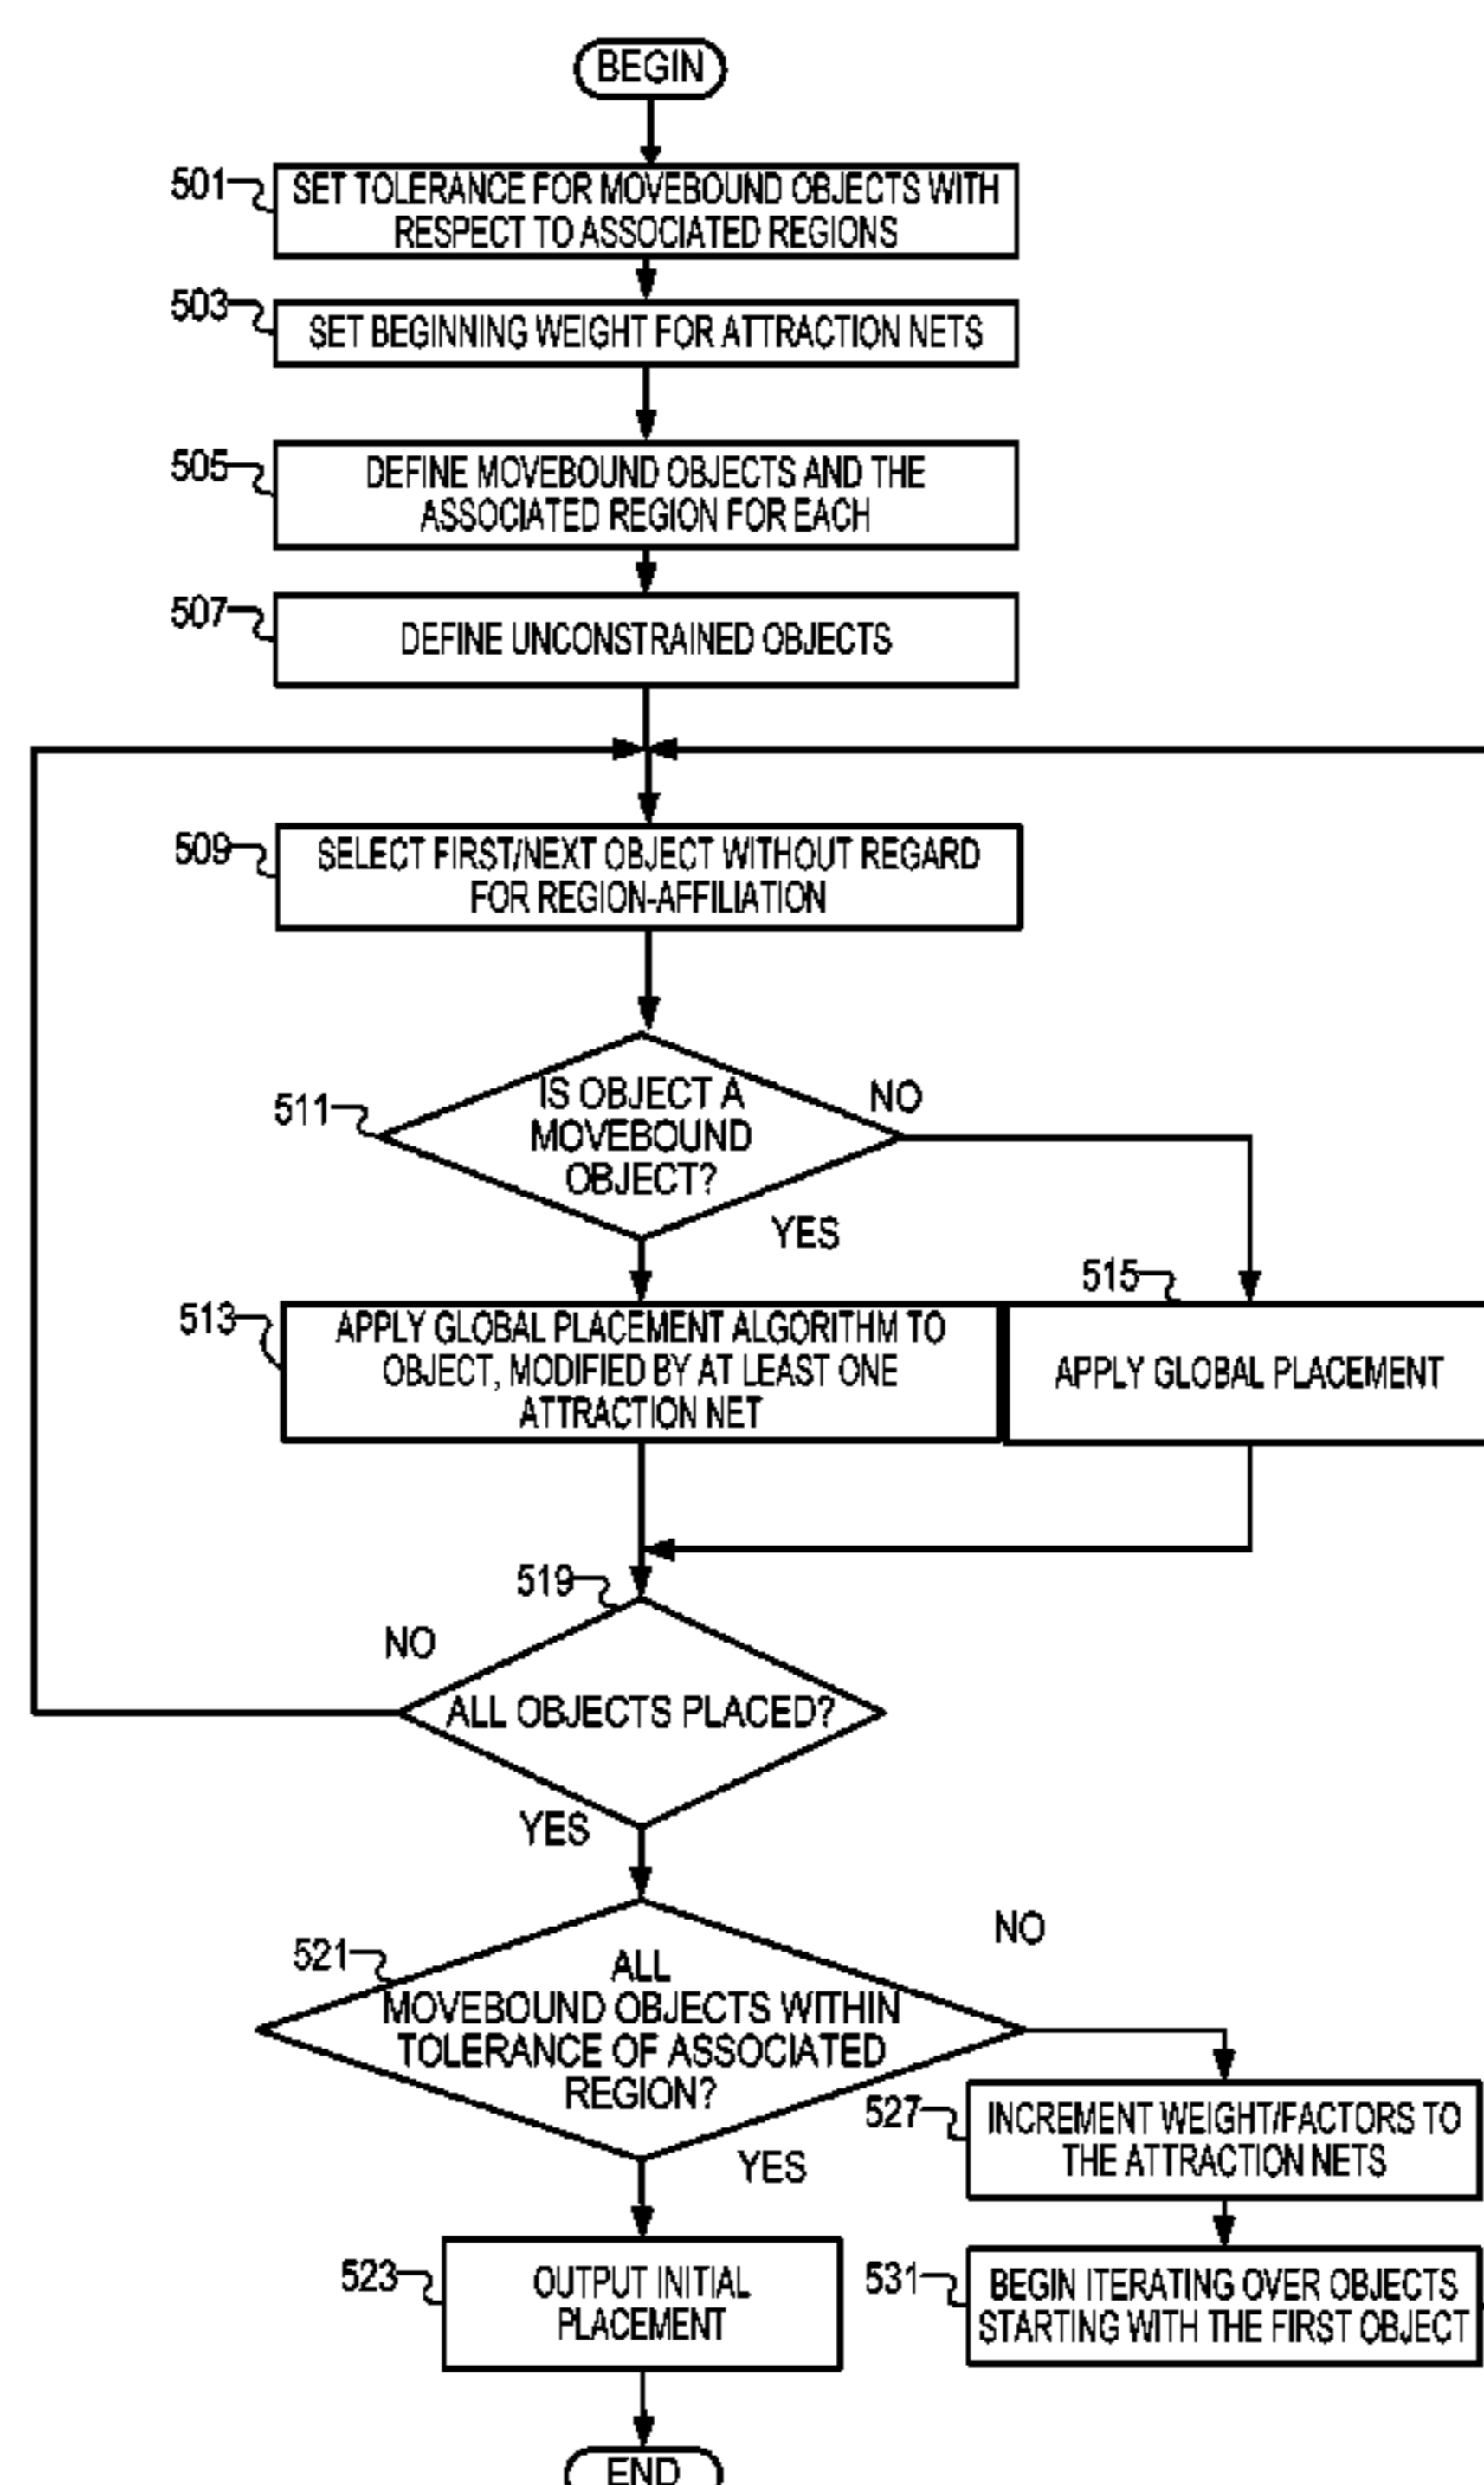 BEGIN
501
SET TOLERANCE FOR MOVEBOUND OBJECTS WITH
RESPECT TO ASSOCIATED REGIONS
503
SET BEGINNING WEIGHT FOR ATTRACTION NETS
505
DEFINE MOVEBOUND OBJECTS AND THE
ASSOCIATED REGION FOR EACH
507
DEFINE UNCONSTRAINED OBJECTS
509
SELECT FIRST/NEXT OBJECT WITHOUT REGARD
FOR REGION-AFFILIATION
511
IS OBJECT A
MOVEBOUND
OBJECT?
NO
YES
513
APPLY GLOBAL PLACEMENT ALGORITHM TO
OBJECT, MODIFIED BY AT LEAST ONE
ATTRACTION NET
515
APPLY GLOBAL PLACEMENT
519
NO
ALL OBJECTS PLACED?
YES
521
ALL
MOVEBOUND OBJECTS WITHIN
TOLERANCE OF ASSOCIATED
REGION?
NO
YES
527
INCREMENT WEIGHT/FACTORS TO
THE ATTRACTION NETS
523
OUTPUT INITIAL
PLACEMENT
531
BEGIN ITERATING OVER OBJECTS
STARTING WITH THE FIRST OBJECT
END